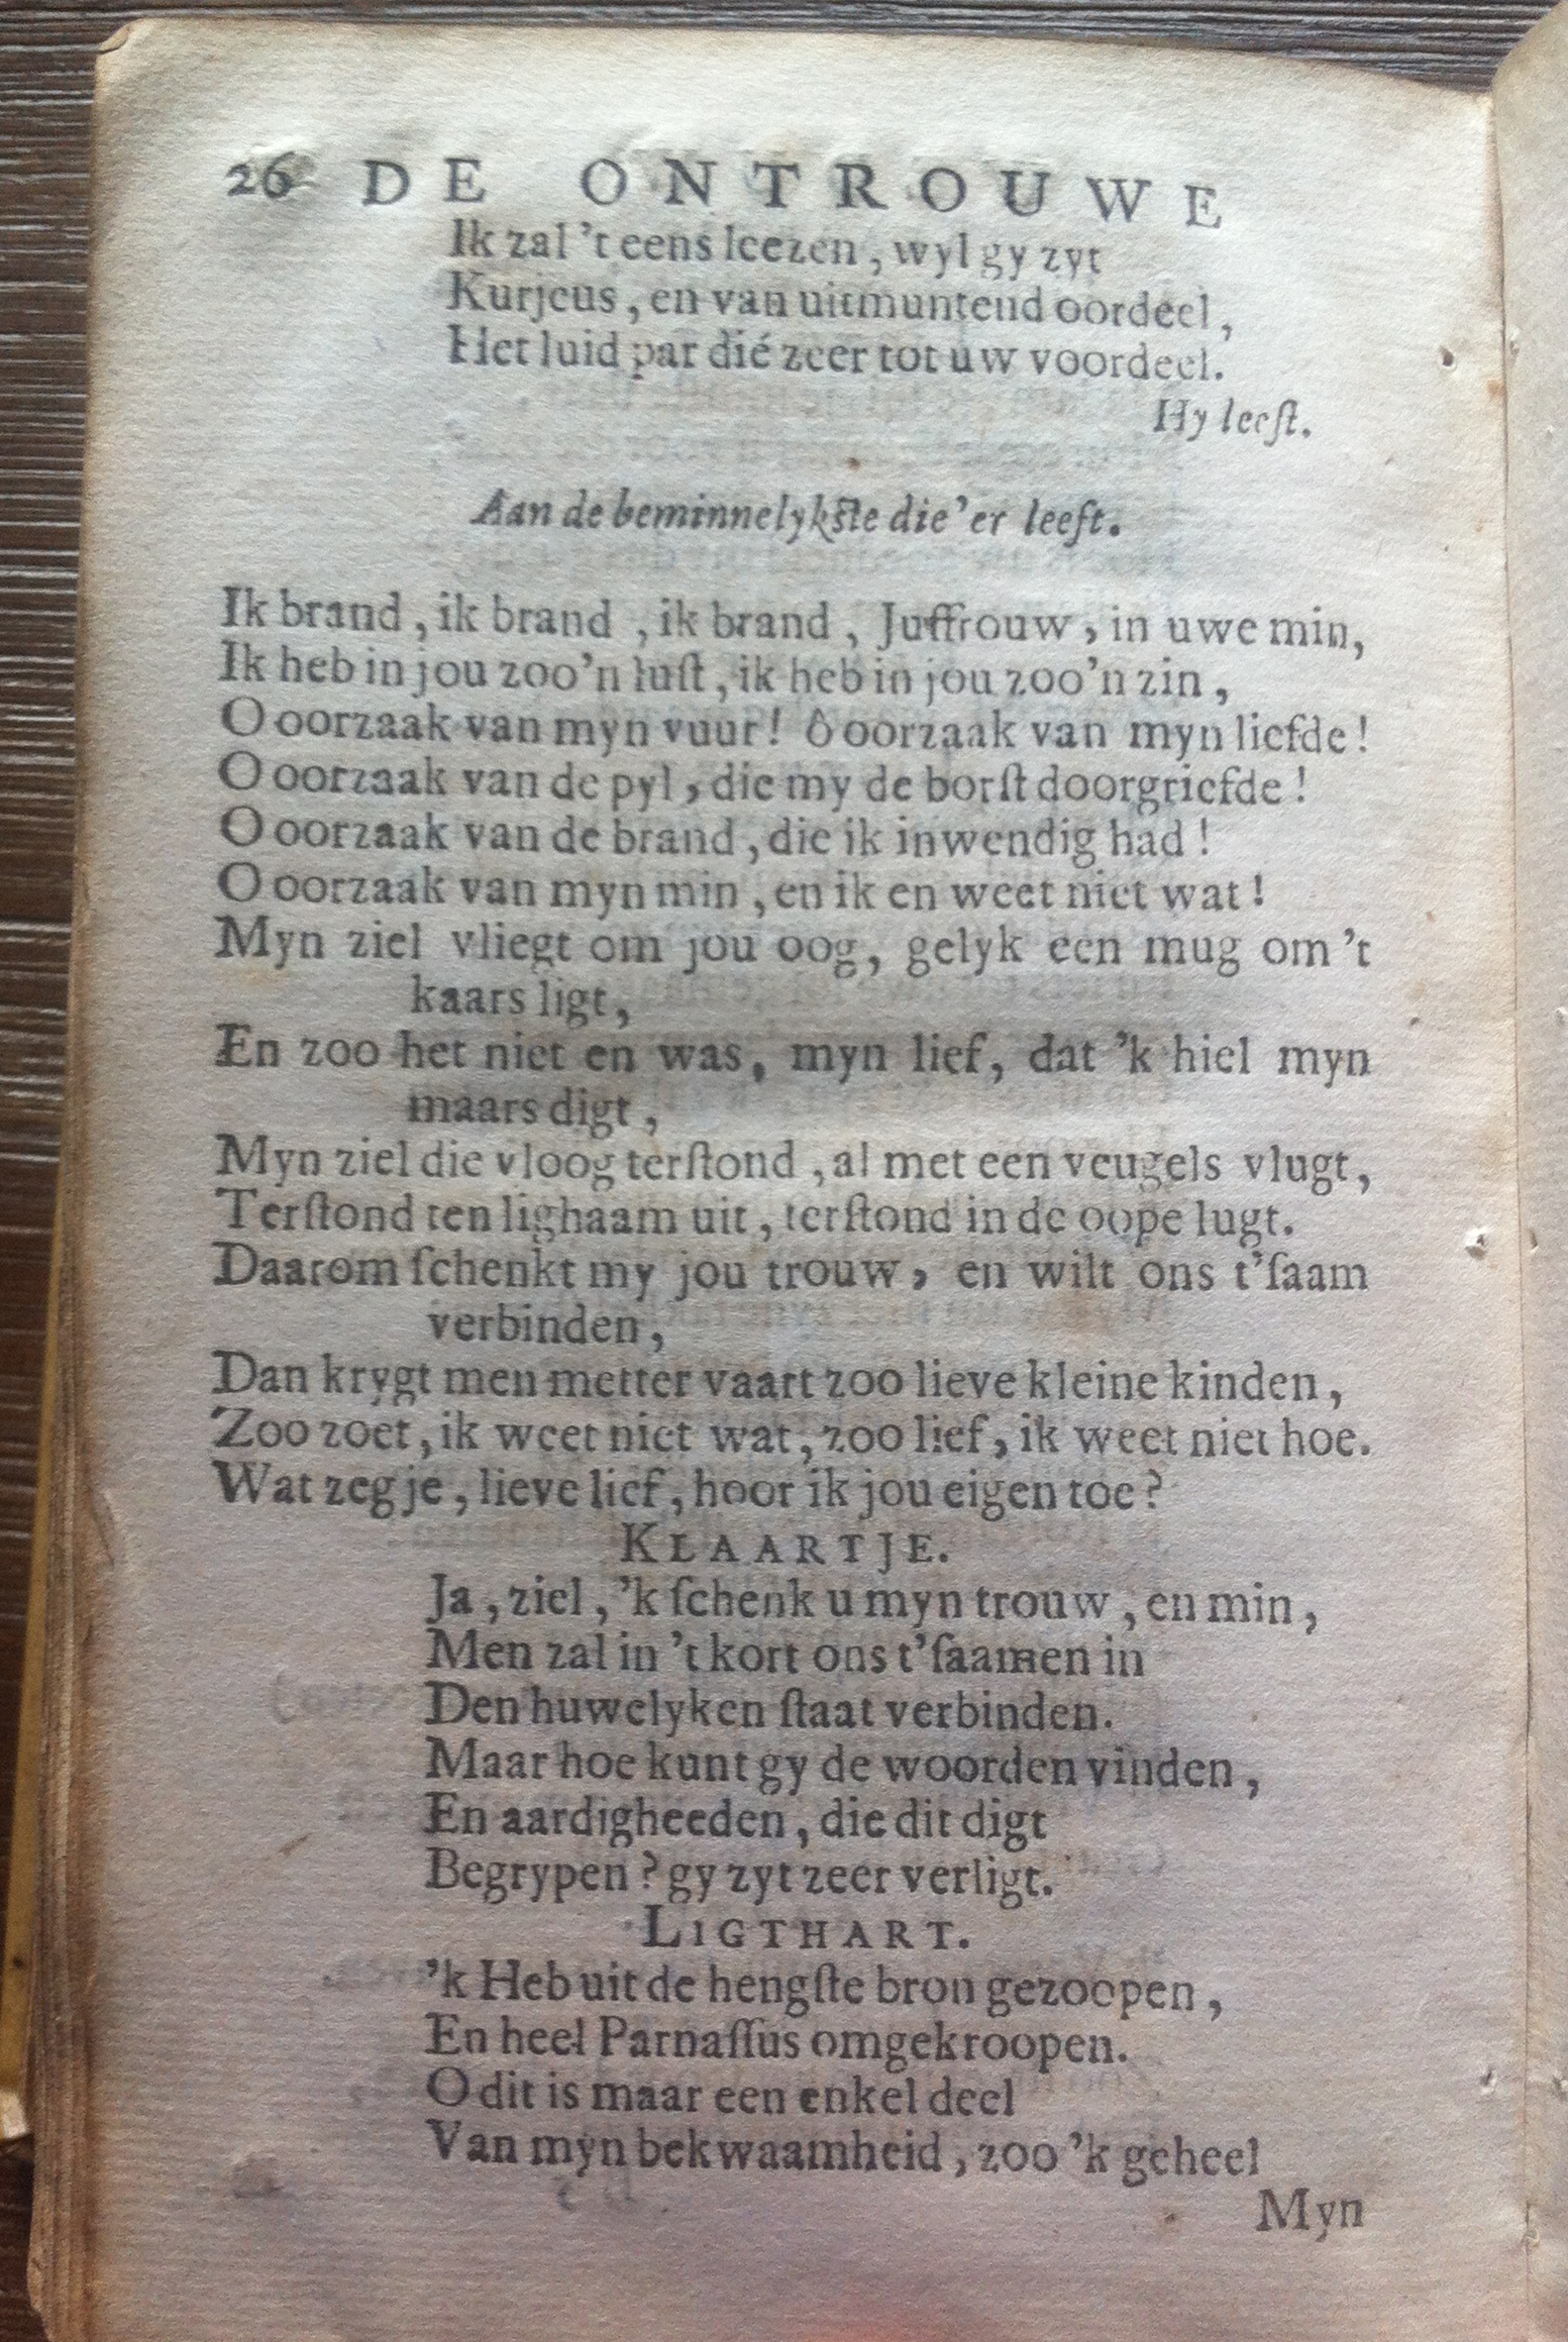 26 DE ONTROUWE
Ik zal 't eens leezen, wyl gy zyt
Kurjeus, en van uitmuntend oordeel,
Het luid par dié zeer tot uw voordeel.
Hy leeſt.
Aan de beminnelykſte die 'er leeft.
Ik brand, ik brand, ik brand, Juffrouw, in uwe min,
Ik heb in jou zoo'n luſt, ik heb in jou zoo'n zin,
O oorzaak van myn vuur! ô oorzaak van myn liefde!
O oorzaak van de pyl, die my de borſt doorgriefde!
O oorzaak van de brand, die ik inwendig had!
O oorzaak van myn min, en ik en weet niet wat!
Myn ziel vliegt om jou oog, gelyk een mug om 't
kaars ligt,
En zoo het niet en was, myn lief, dat 'k hiel myn
maars digt,
Myn ziel die vloog terſtond, al met een veugels vlugt,
Terſtond ten lighaam uit, terſtond in de oope lugt.
Daarom ſchenkt my jou trouw, en wilt ons t'ſaam
verbinden,
Dan krygt men metter vaart zoo lieve kleine kinden,
Zoo zoet, ik weet niet wat, zoo lief, ik weet niet hoe.
Wat zeg je, lieve lief, hoor ik jou eigen toe?
KLAARTJE.
Ja, ziel, 'k ſchenk u myn trouw, en min,
Men zal in 't kort ons t'ſaamen in
Den huwelyken ſtaat verbinden.
Maar hoe kunt gy de woorden vinden,
En aardigheeden, die dit digt
Begrypen? gy zyt zeer verligt.
LIGTHART.
'k Heb uit de hengſte bron gezoopen,
En heel Parnaſſus omgekroopen.
O dit is maar een enkel deel
Van myn bekwaamheid, zoo 'k geheel
Myn